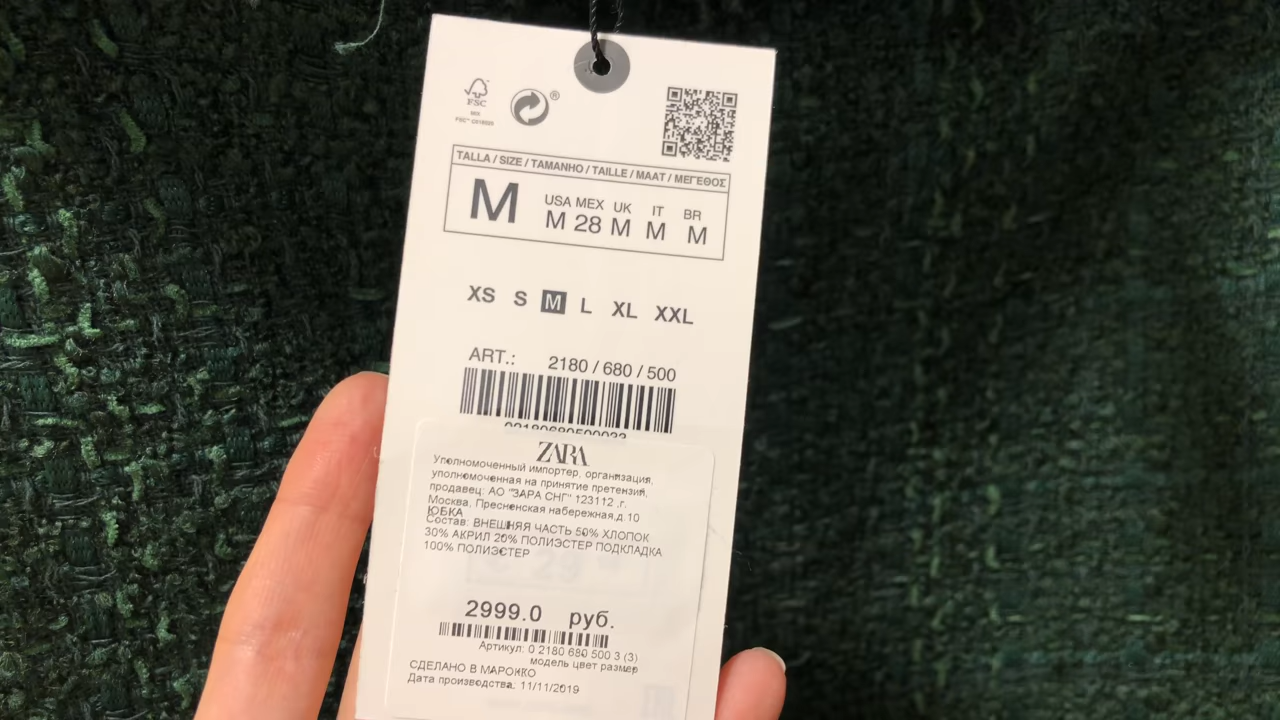 FSC
®
TALLA / SIZE / TAMANHO / TAILLE / MAAT / ΜΕΓΕΘΟΣ
M
USA MEX UK IT BR
M 28 M M M
XS S M L XL XXL
ART.: 2180 / 680 / 500
ZARA
Уполномоченный импортер, организация,
уполномоченная на принятие претензия,
продавец: АО "ЗАРА СНГ" 123112 ,г.
Москва, Пресненская набережная,д.10
ЮБКА
Состав: ВНЕШНЯЯ ЧАСТЬ 50% ХЛОПОК
30% АКРИЛ 20% ПОЛИЭСТЕР ПОДКЛАДКА
100% ПОЛИЭСТЕР
2999.0 руб.
Артикул: 0 2180 680 500 3 (3)
модель цвет размер
СДЕЛАНО В МАРОККО
Дата производства: 11/11/2019